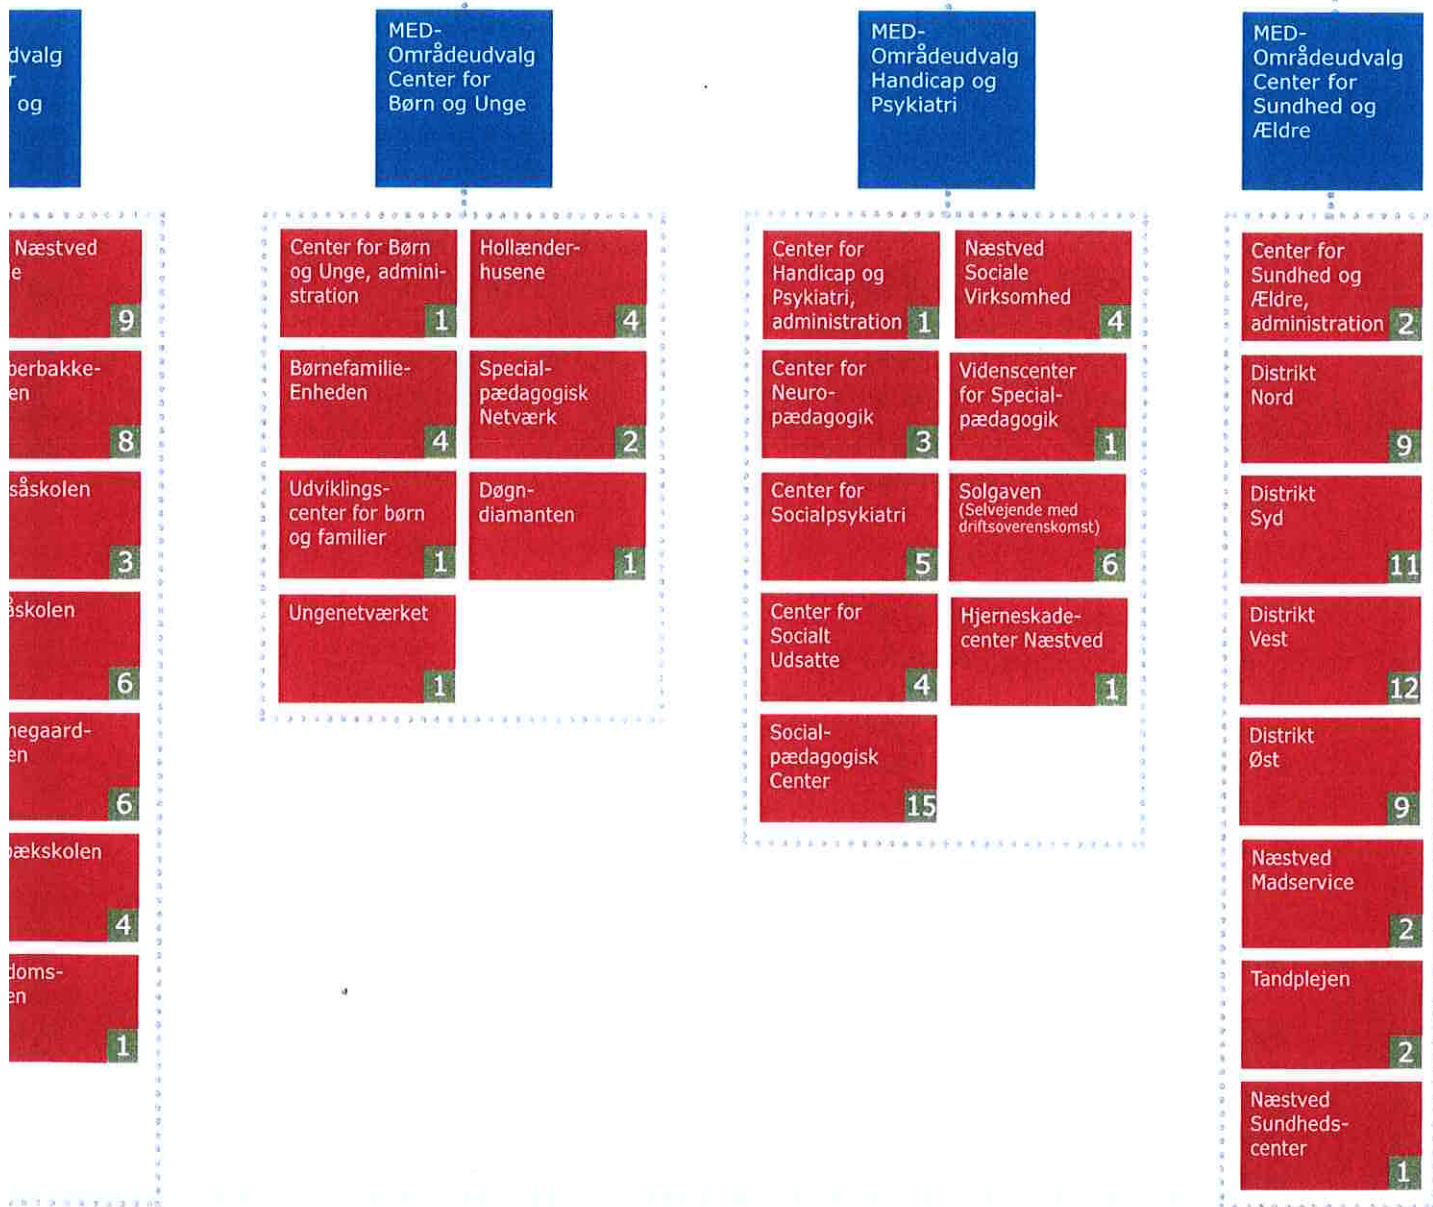 dvalg
r
og
Næstved
e
9
berbakke-
en
8
såskolen
3
åskolen
6
negaard-
en
6
bækskolen
4
doms-
en
1
MED-
Områdeudvalg
Center for
Børn og Unge
Center for Børn
og Unge, admini-
stration
1
Hollænder-
husene
4
Børnefamilie-
Enheden
4
Special-
pædagogisk
Netværk
2
Udviklings-
center for børn
og familier
1
Døgn-
diamanten
1
Ungenetværket
1
MED-
Områdeudvalg
Handicap og
Psykiatri
Center for
Handicap og
Psykiatri,
administration 1
Næstved
Sociale
Virksomhed
4
Center for
Neuro-
pædagogik
3
Videnscenter
for Special-
pædagogik
1
Center for
Socialpsykiatri
5
Solgaven
(Selvejende med
driftsoverenskomst)
6
Center for
Socialt
Udsatte
4
Hjerneskade-
center Næstved
1
Social-
pædagogisk
Center
15
MED-
Områdeudvalg
Center for
Sundhed og
Ældre
Center for
Sundhed og
Ældre,
administration 2
Distrikt
Nord
9
Distrikt
Syd
11
Distrikt
Vest
12
Distrikt
Øst
9
Næstved
Madservice
2
Tandplejen
2
Næstved
Sundheds-
center
1